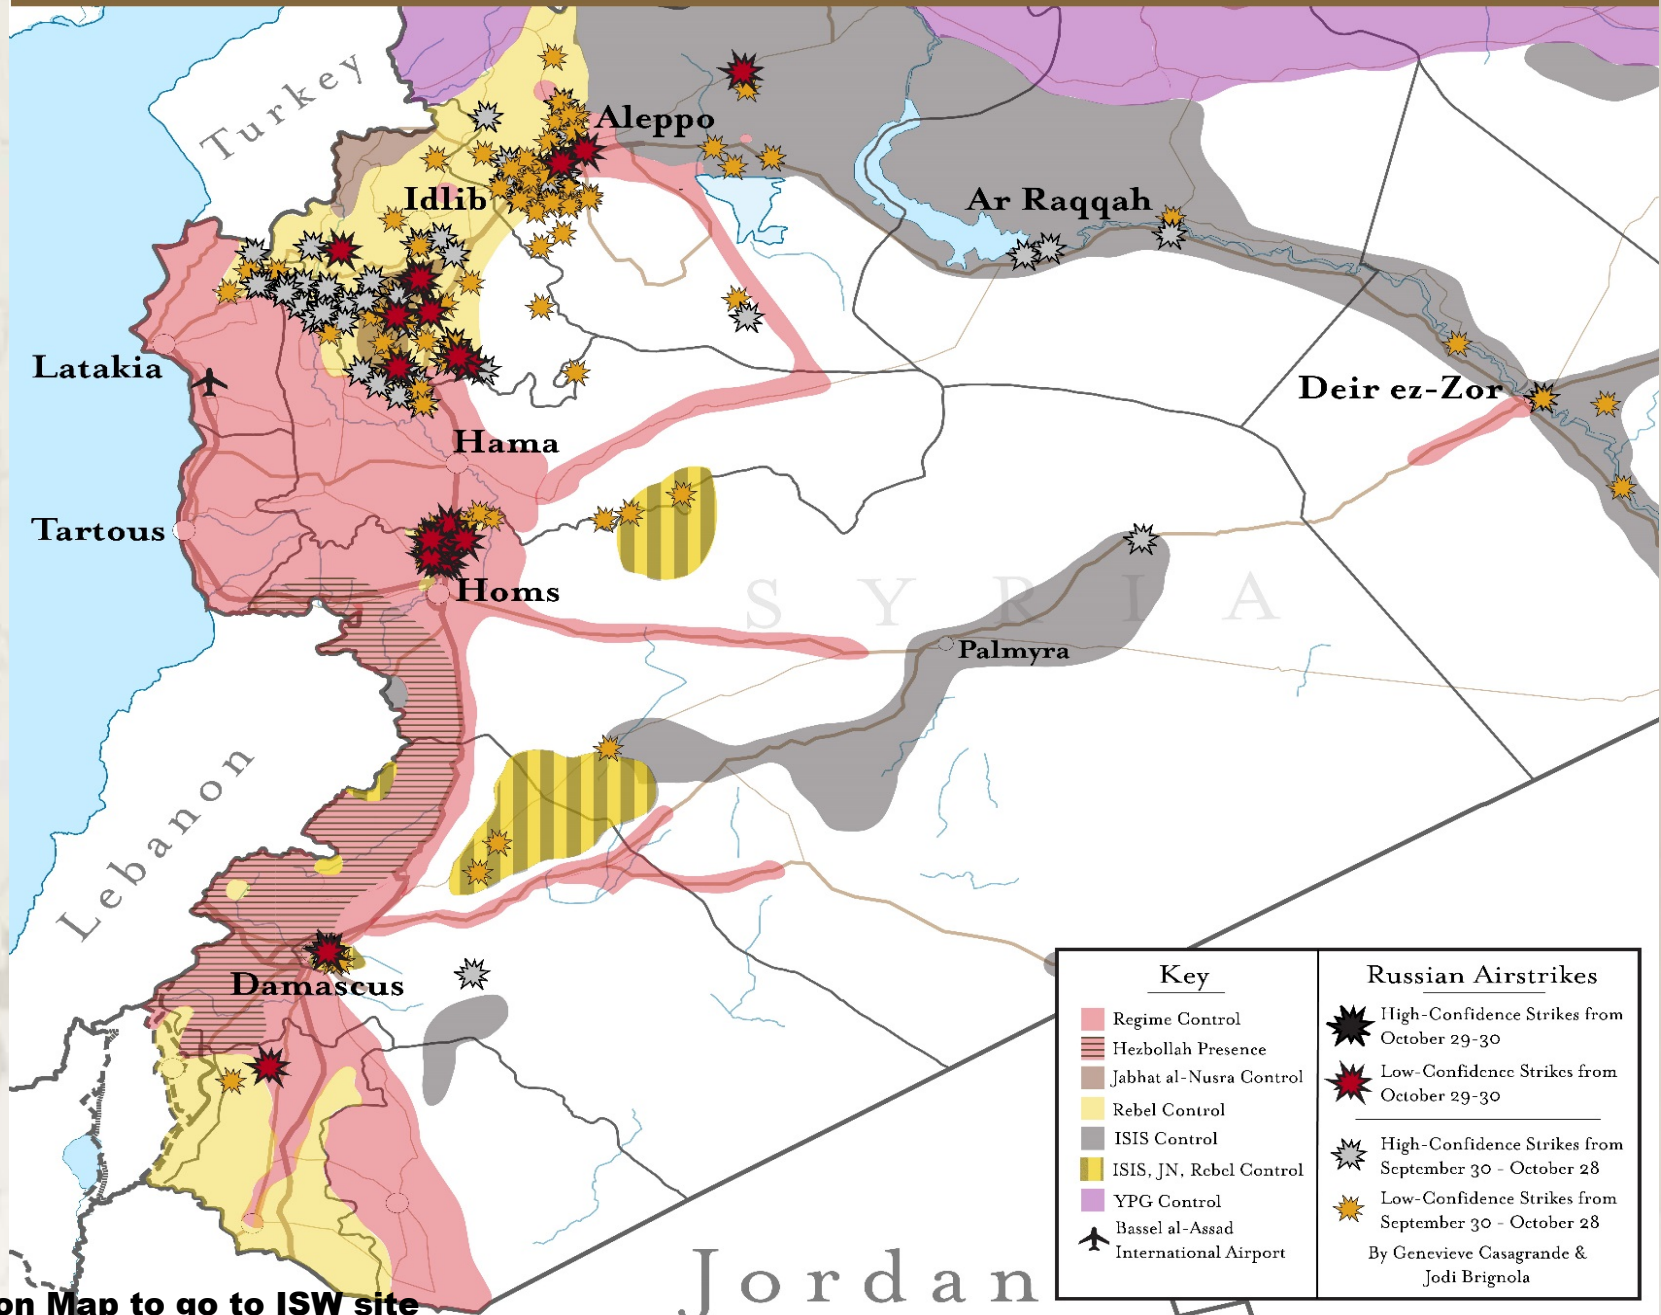 Turkey
Aleppo
Idlib
Ar Raqqah
Latakia
Deir ez-Zor
Hama
Tartous
Homs
SYRIA
Palmyra
Lebanon
Damascus
Jordan
Key
Regime Control
Hezbollah Presence
Jabhat al-Nusra Control
Rebel Control
ISIS Control
ISIS, JN, Rebel Control
YPG Control
Bassel al-Assad
International Airport
Russian Airstrikes
High-Confidence Strikes from
October 29-30
Low-Confidence Strikes from
October 29-30
High-Confidence Strikes from
September 30 - October 28
Low-Confidence Strikes from
September 30 - October 28
By Genevieve Casagrande &
Jodi Brignola
on Map to go to ISW site